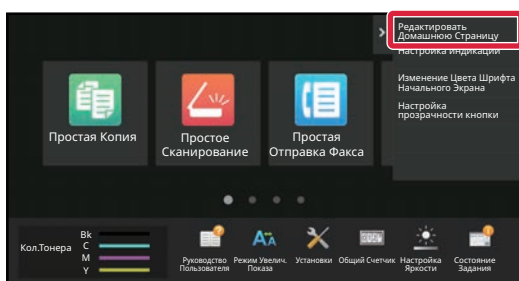 Редактировать
Домашнюю Страницу
Настройка индикации
Изменение Цвета Шрифта
Начального Экрана
Настройка
прозрачности кнопки
Простая Копия
Простое
Сканирование
Простая
Отправка Факса
Кол.Тонера
Bk
C
M
Y
Руководство
Пользователя
Режим Увелич.
Показа
Установки
Общий Счетчик
Настройка
Яркости
Состояние
Задания